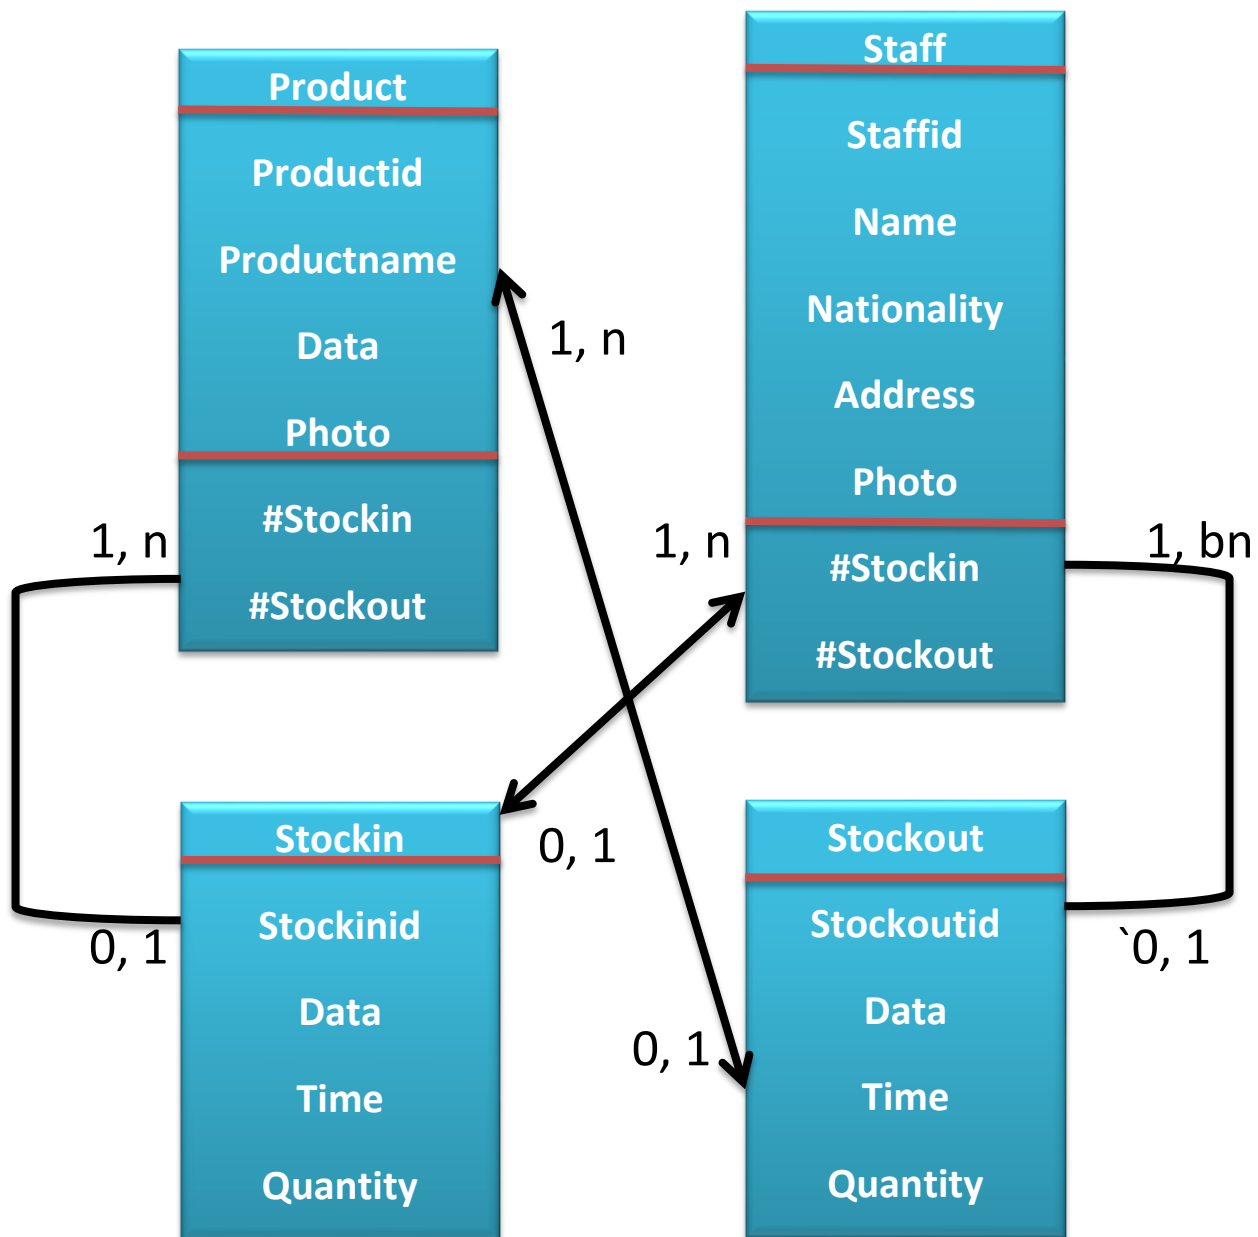 Product
Productid
Productname
Data
Photo
#Stockin
#Stockout
Staff
Staffid
Name
Nationality
Address
Photo
#Stockin
#Stockout
1, n
1, n
1, n
1, bn
Stockin
Stockinid
Data
Time
Quantity
Stockout
Stockoutid
Data
Time
Quantity
0, 1
0, 1
0, 1
`0, 1